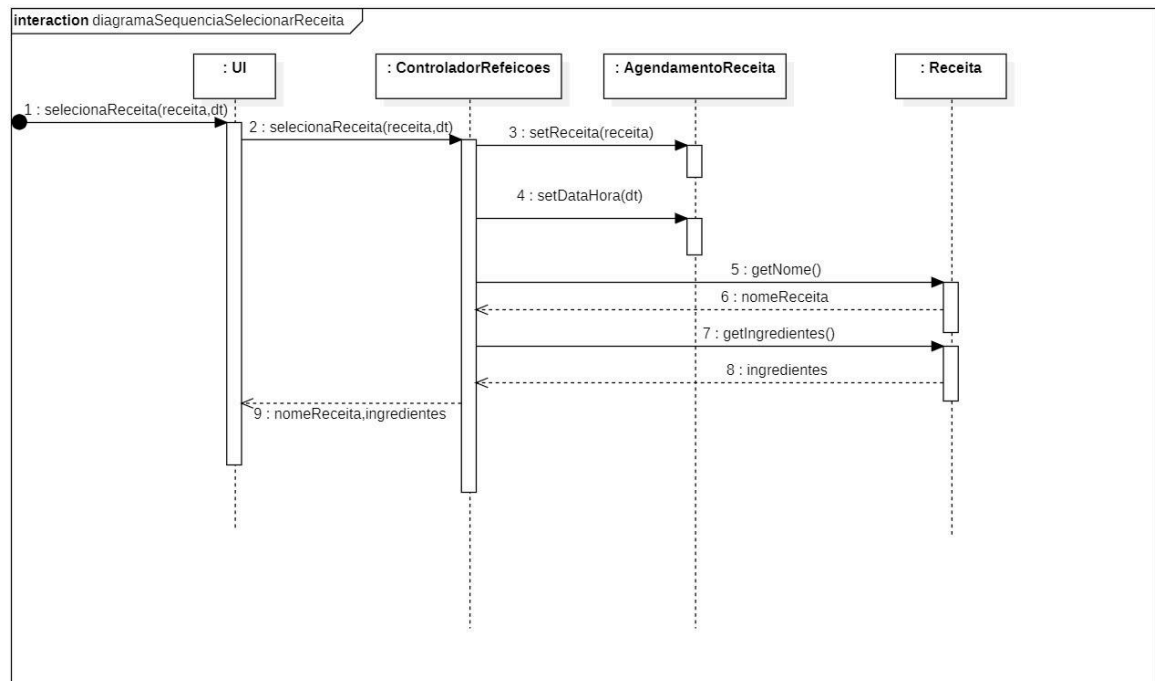 interaction diagramaSequenciaSelecionarReceita
: UI
: ControladorRefeicoes
: AgendamentoReceita
: Receita
1 : selecionaReceita(receita,dt)
2 : selecionaReceita(receita,dt)
3 : setReceita(receita)
4 : setDataHora(dt)
5 : getNome()
6 : nomeReceita
7 : getIngredientes()
8 : ingredientes
9 : nomeReceita,ingredientes